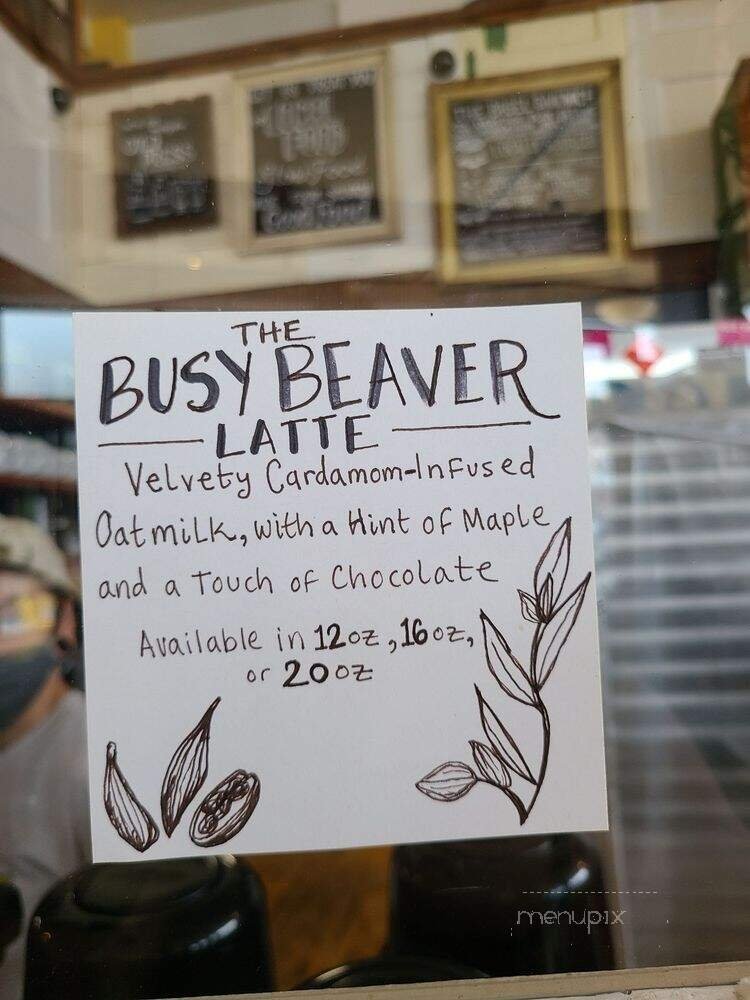 THE
BUSY BEAVER
LATTE
Velvety Cardamom-Infused
Oatmilk, with a Hint of Maple
and a Touch of Chocolate
Available in 12oz, 16oz,
or 20oz
menupix